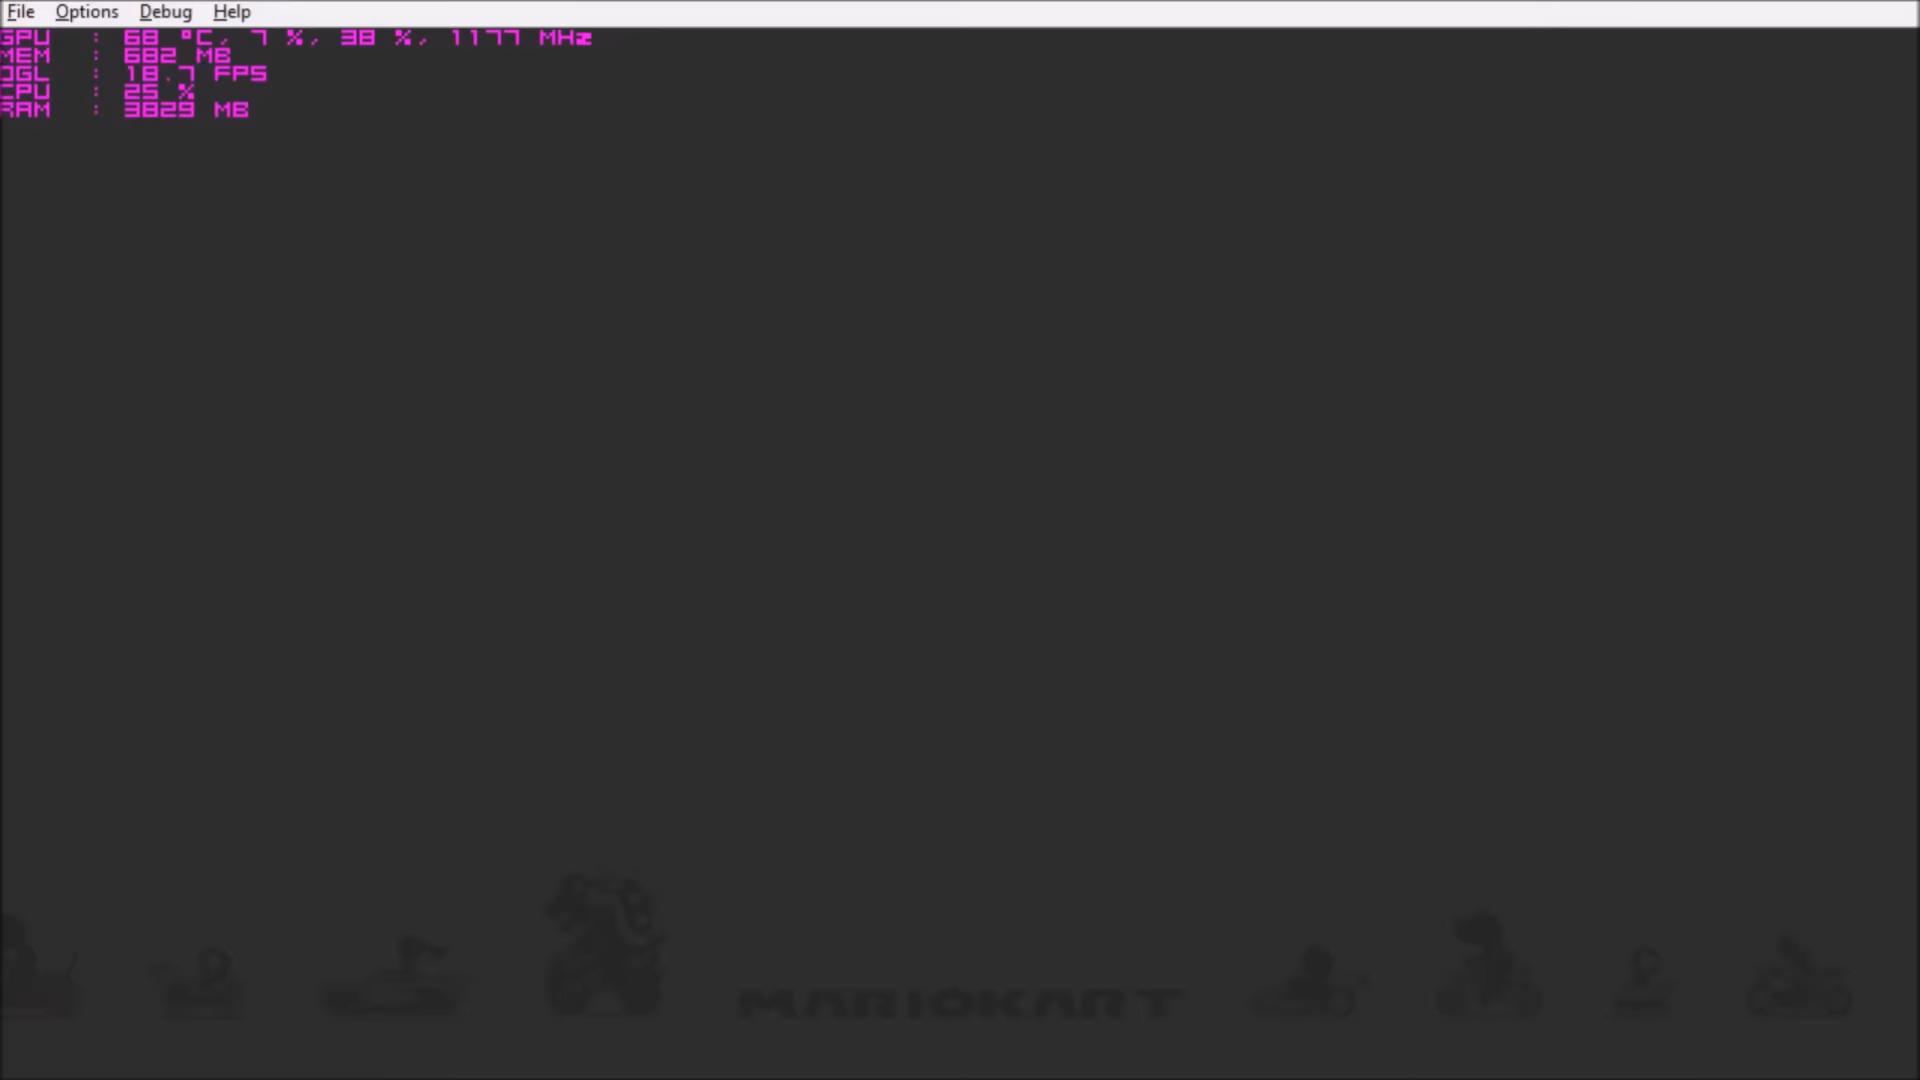 File Options Debug Help
GPU : 68 °C, 7 %, 38 %, 1177 MHz
MEM : 682 MB
OGL : 18.7 FPS
CPU : 25 %
RAM : 3829 MB
MARIOKART